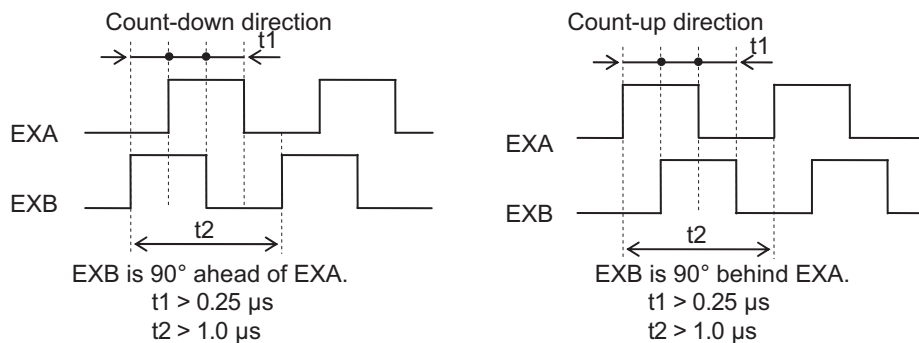 Count-down direction
t1
EXA
EXB
t2
EXB is 90° ahead of EXA.
t1 > 0.25 µs
t2 > 1.0 µs
Count-up direction
t1
EXA
EXB
t2
EXB is 90° behind EXA.
t1 > 0.25 µs
t2 > 1.0 µs